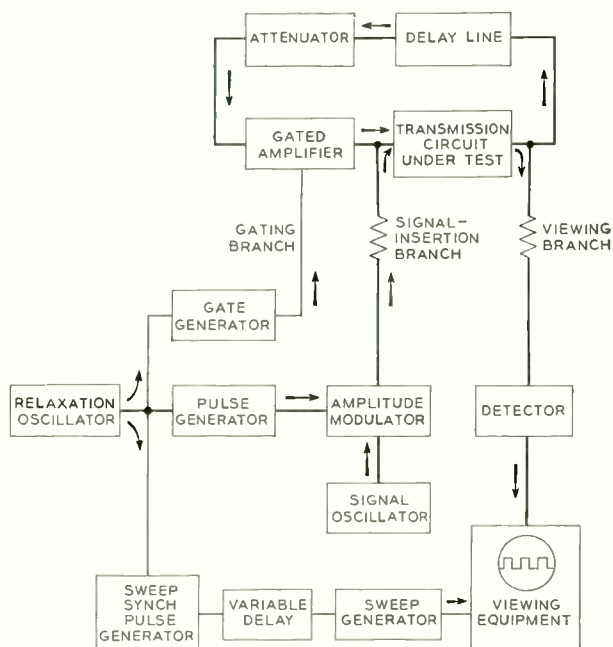 ATTENUATOR
DELAY LINE
GATED
AMPLIFIER
TRANSMISSION
CIRCUIT
UNDER TEST
GATING
BRANCH
SIGNAL-
INSERTION
BRANCH
VIEWING
BRANCH
GATE
GENERATOR
RELAXATION
OSCILLATOR
PULSE
GENERATOR
AMPLITUDE
MODULATOR
DETECTOR
SIGNAL
OSCILLATOR
SWEEP
SYNCH
PULSE
GENERATOR
VARIABLE
DELAY
SWEEP
GENERATOR
VIEWING
EQUIPMENT